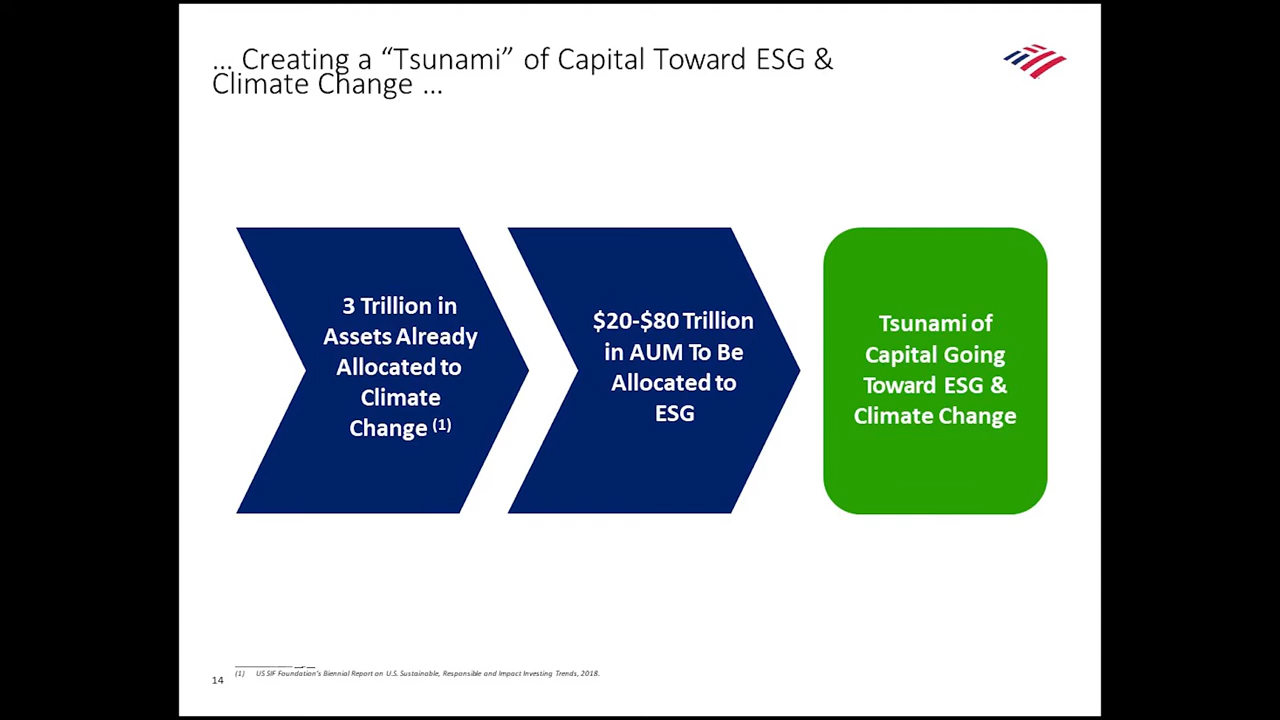 … Creating a “Tsunami” of Capital Toward ESG &
Climate Change …
3 Trillion in
Assets Already
Allocated to
Climate
Change (1)
$20-$80 Trillion
in AUM To Be
Allocated to
ESG
Tsunami of
Capital Going
Toward ESG &
Climate Change
(1) US SIF Foundation’s Biennial Report on U.S. Sustainable, Responsible and Impact Investing Trends, 2018.
14